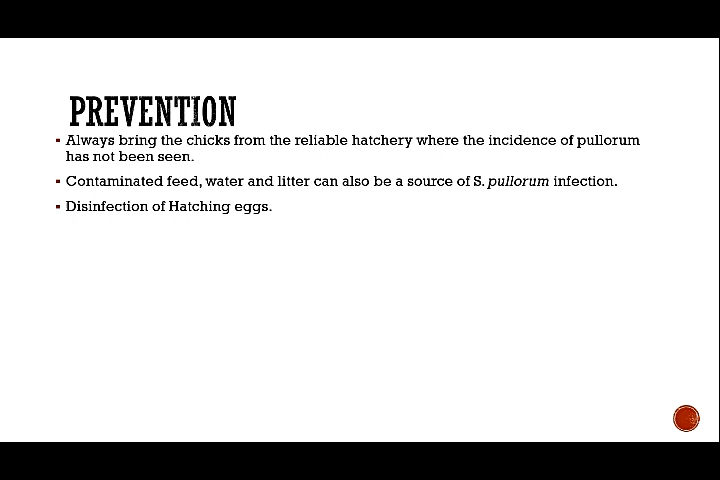 PREVENTION
▪ Always bring the chicks from the reliable hatchery where the incidence of pullorum
has not been seen.
▪ Contaminated feed, water and litter can also be a source of S. pullorum infection.
▪ Disinfection of Hatching eggs.